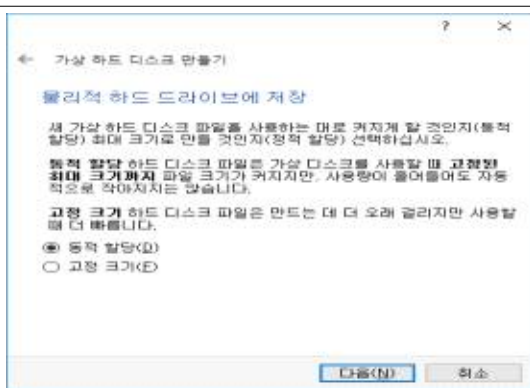 ? ×
← 가상 하드 디스크 만들기
물리적 하드 드라이브에 저장
새 가상 하드 디스크 파일을 사용하는 대로 커지게 할 것인지(동적
할당) 최대 크기로 만들 것인지(정적 할당) 선택하십시오.
동적 할당 하드 디스크 파일은 가상 디스크를 사용할 때 고정된
최대 크기까지 파일 크기가 커지지만, 사용량이 줄어들어도 자동
적으로 작아지지는 않습니다.
고정 크기 하드 디스크 파일은 만드는 데 더 오래 걸리지만 사용할
때 더 빠릅니다.
동적 할당(D)
고정 크기(F)
다음(N) 취소